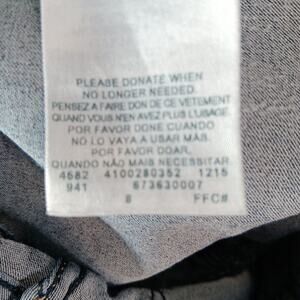 PLEASE DONATE WHEN
NO LONGER NEEDED.
PENSEZ A FAIRE DON DE CE VETEMENT
QUAND VOUS N'EN AVEZ PLUS L'USAGE.
POR FAVOR DONE CUANDO
NO LO VAYA A USAR MÁS.
POR FAVOR DOAR,
QUANDO NÃO MAIS NECESSITAR.
4682 4100280352 1215
941 673630007
8 FFC#